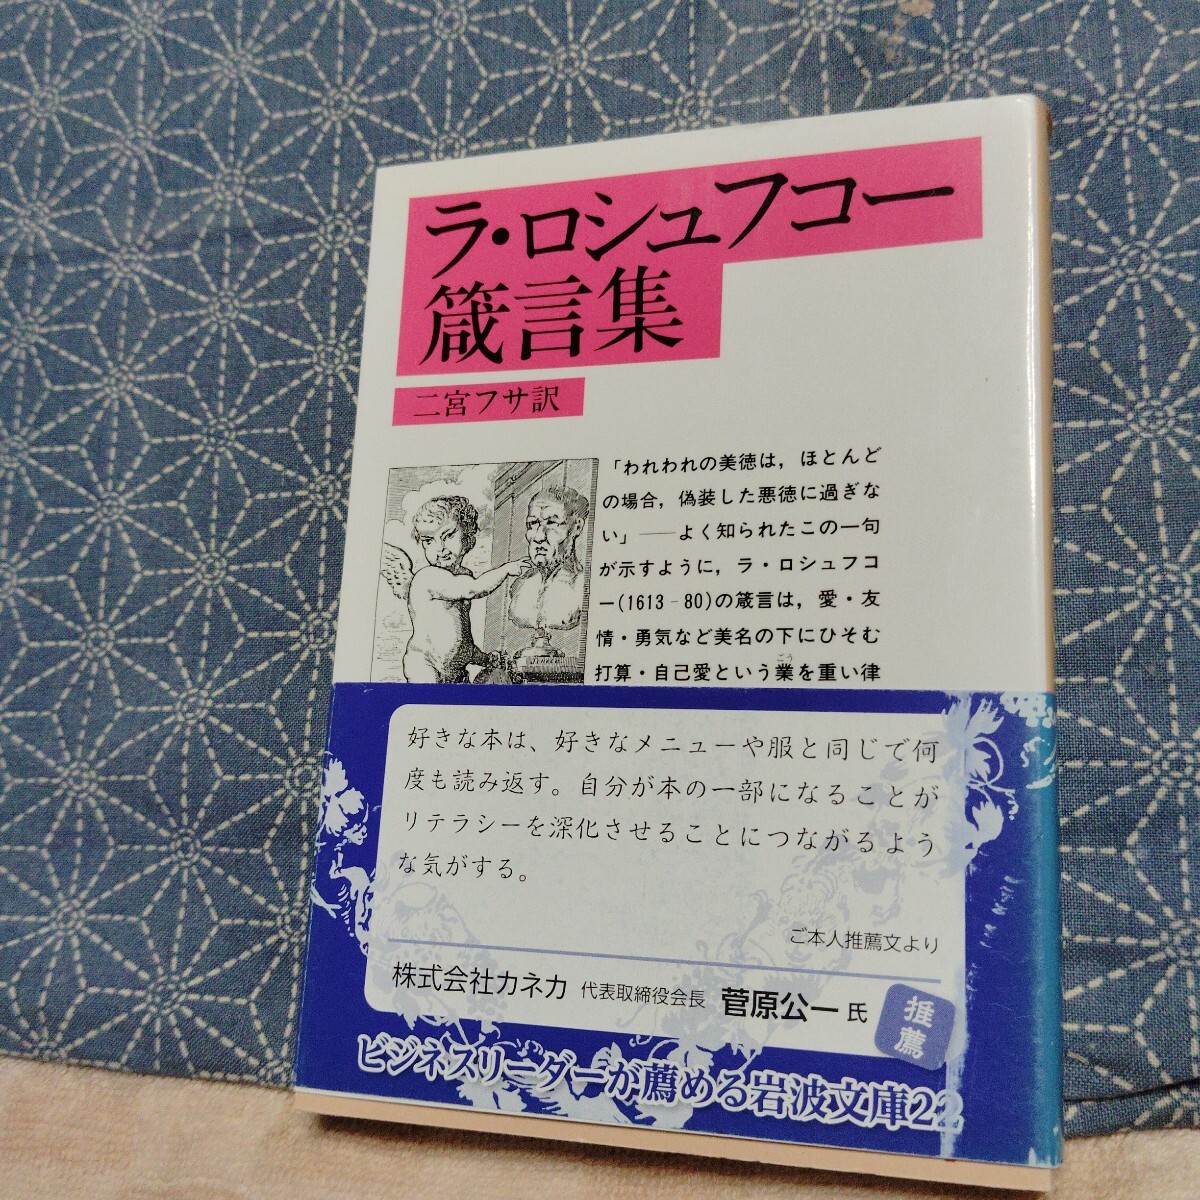 ラ・ロシュフコー
箴言集
二宮フサ訳
「われわれの美徳は，ほとんど
の場合，偽装した悪徳に過ぎな
い」──よく知られたこの一句
が示すように，ラ・ロシュフコ
ー(1613‐80)の箴言は，愛・友
情・勇気など美名の下にひそむ
打算・自己愛という業を重い律
好きな本は、好きなメニューや服と同じで何
度も読み返す。自分が本の一部になることが
リテラシーを深化させることにつながるよう
な気がする。
ご本人推薦文より
株式会社カネカ 代表取締役会長 菅原公一 氏
推薦
ビジネスリーダーが薦める岩波文庫22